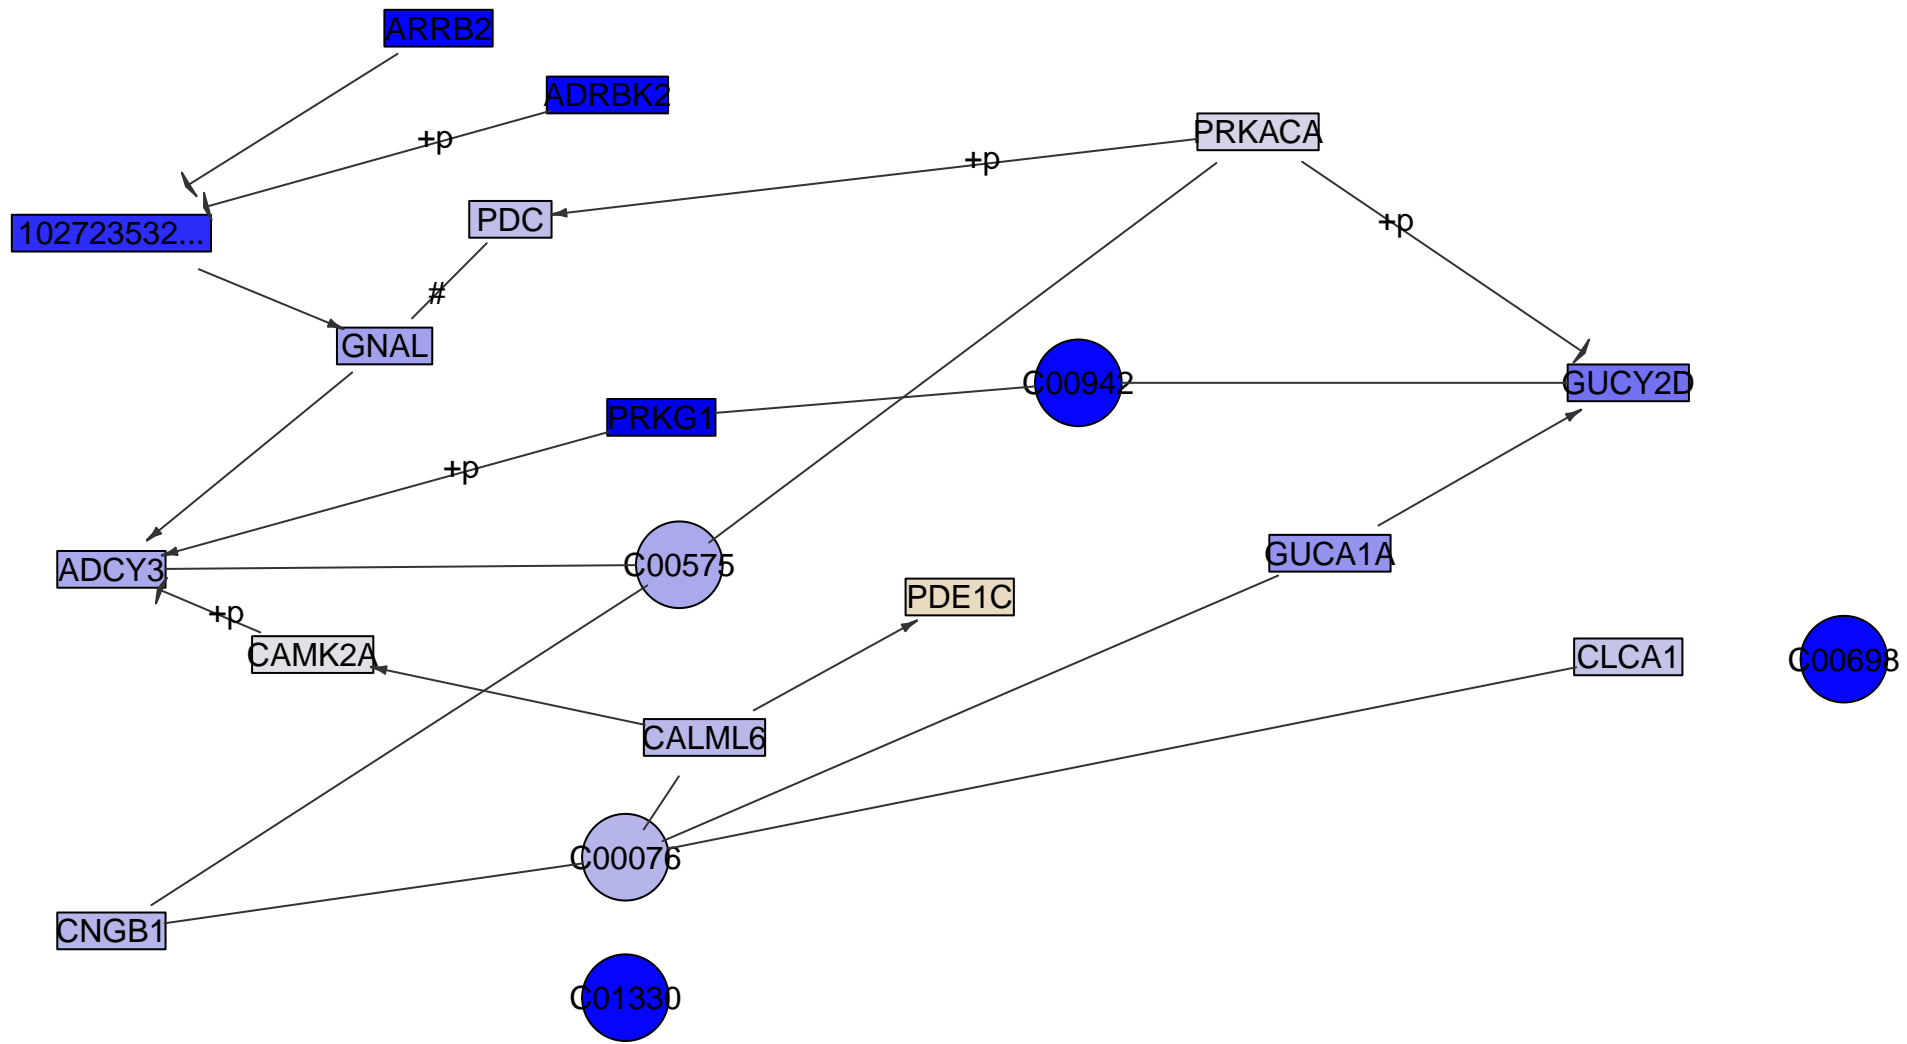 ARRB2
ADRBK2
+p
PRKACA
+p
PDC
+p
102723532...
#
GNAL
C00942
GUCY2D
PRKG1
+p
ADCY3
C00575
GUCA1A
PDE1C
+p
CAMK2A
CLCA1
C00698
CALML6
C00076
CNGB1
C01330